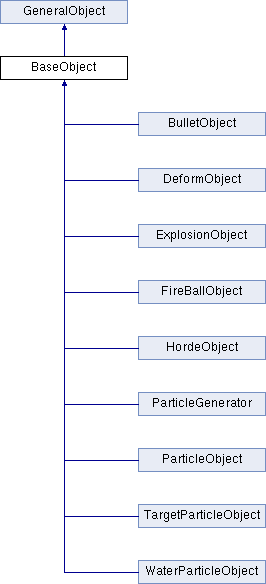 GeneralObject
BaseObject
BulletObject
DeformObject
ExplosionObject
FireBallObject
HordeObject
ParticleGenerator
ParticleObject
TargetParticleObject
WaterParticleObject